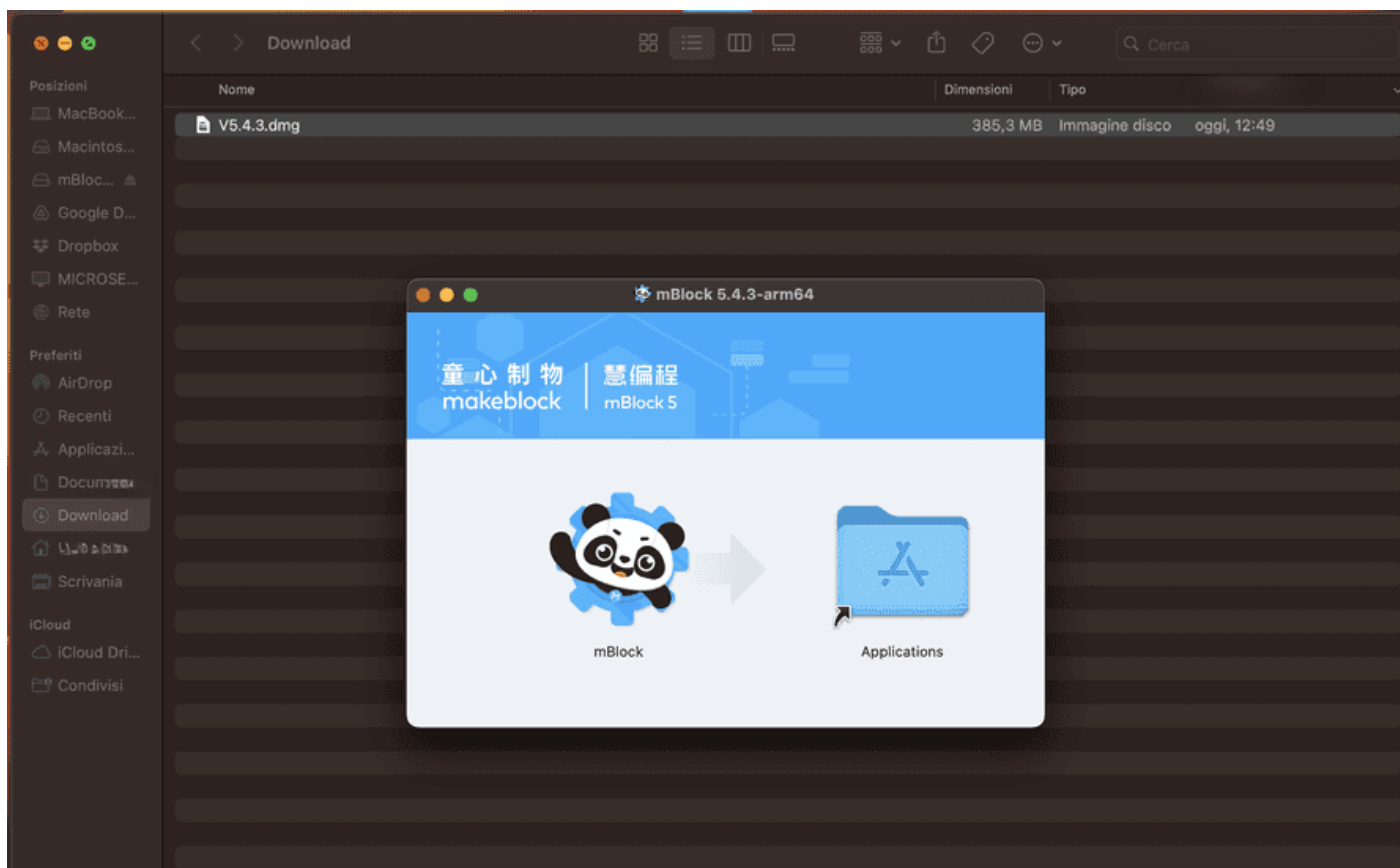 Download
Cerca
Posizioni
MacBook...
Macintos...
mBloc...
Google D...
Dropbox
MICROSE...
Rete
Preferiti
AirDrop
Recenti
Applicazi...
Download
Scrivania
iCloud
iCloud Dri...
Condivisi
Nome Dimensioni Tipo
V5.4.3.dmg 385,3 MB Immagine disco oggi, 12:49
mBlock 5.4.3-arm64
童心制物 慧编程
makeblock mBlock 5
mBlock Applications